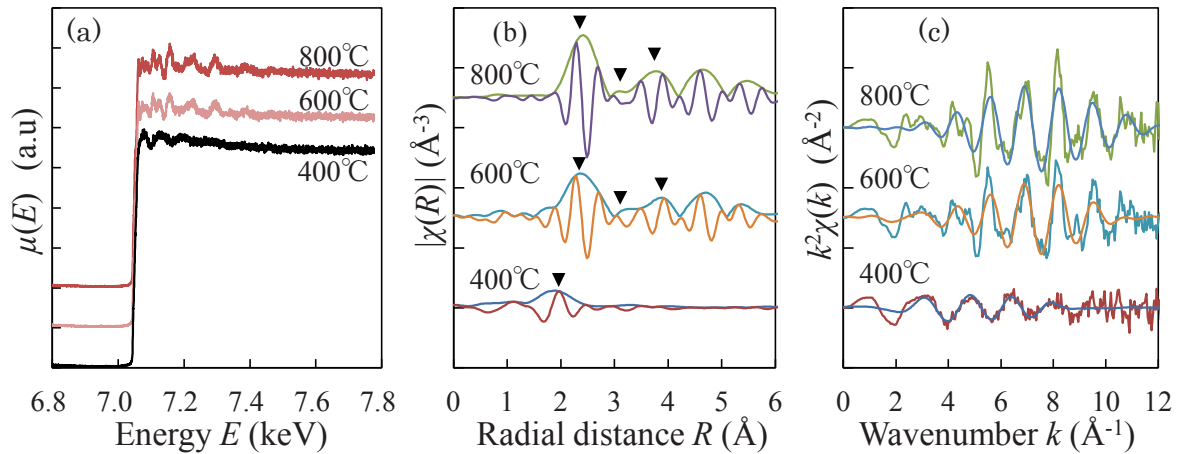 (a)
800℃
600℃
400℃
μ(E) (a.u)
6.8 7.0 7.2 7.4 7.6 7.8
Energy E (keV)
(b)
800℃
600℃
400℃
|χ(R)| (Å-3)
0 1 2 3 4 5 6
Radial distance R (Å)
(c)
800℃
600℃
400℃
k2χ(k) (Å-2)
0 2 4 6 8 10 12
Wavenumber k (Å-1)